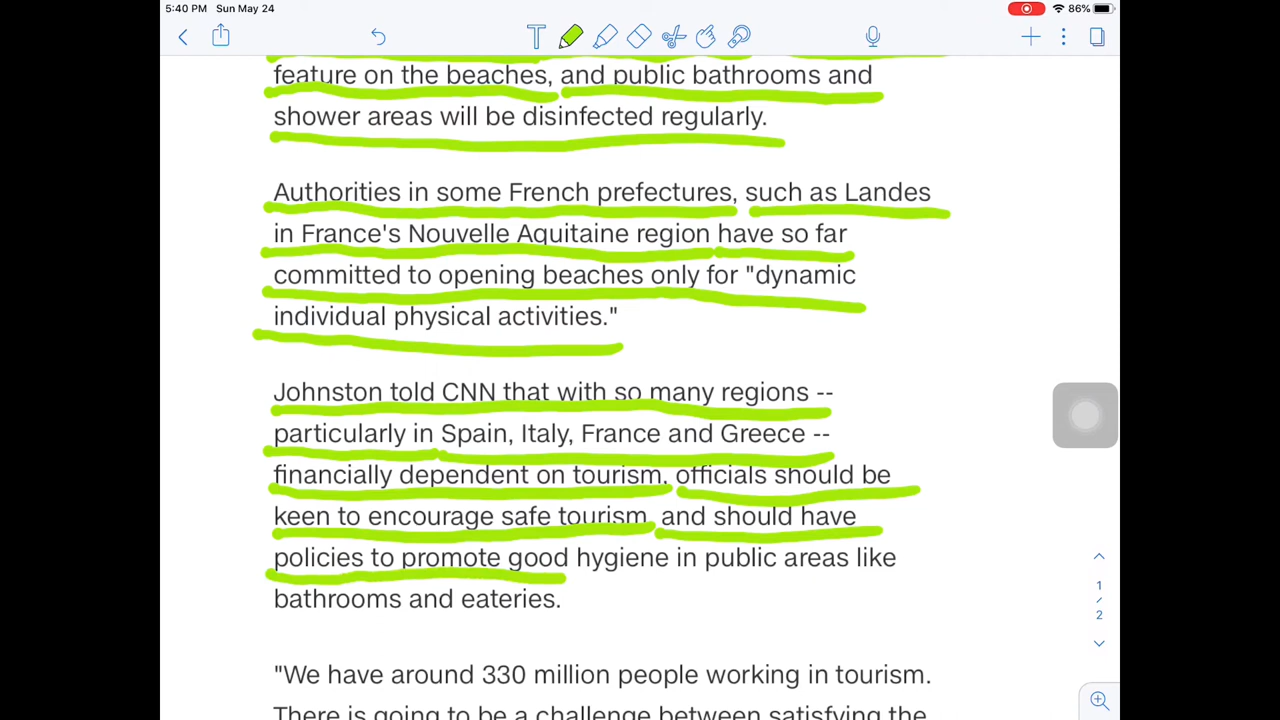 5:40 PM Sun May 24
86%
T
feature on the beaches, and public bathrooms and
shower areas will be disinfected regularly.
Authorities in some French prefectures, such as Landes
in France's Nouvelle Aquitaine region have so far
committed to opening beaches only for "dynamic
individual physical activities."
Johnston told CNN that with so many regions --
particularly in Spain, Italy, France and Greece --
financially dependent on tourism, officials should be
keen to encourage safe tourism, and should have
policies to promote good hygiene in public areas like
bathrooms and eateries.
"We have around 330 million people working in tourism.
There is going to be a challenge between satisfying the
1
/
2